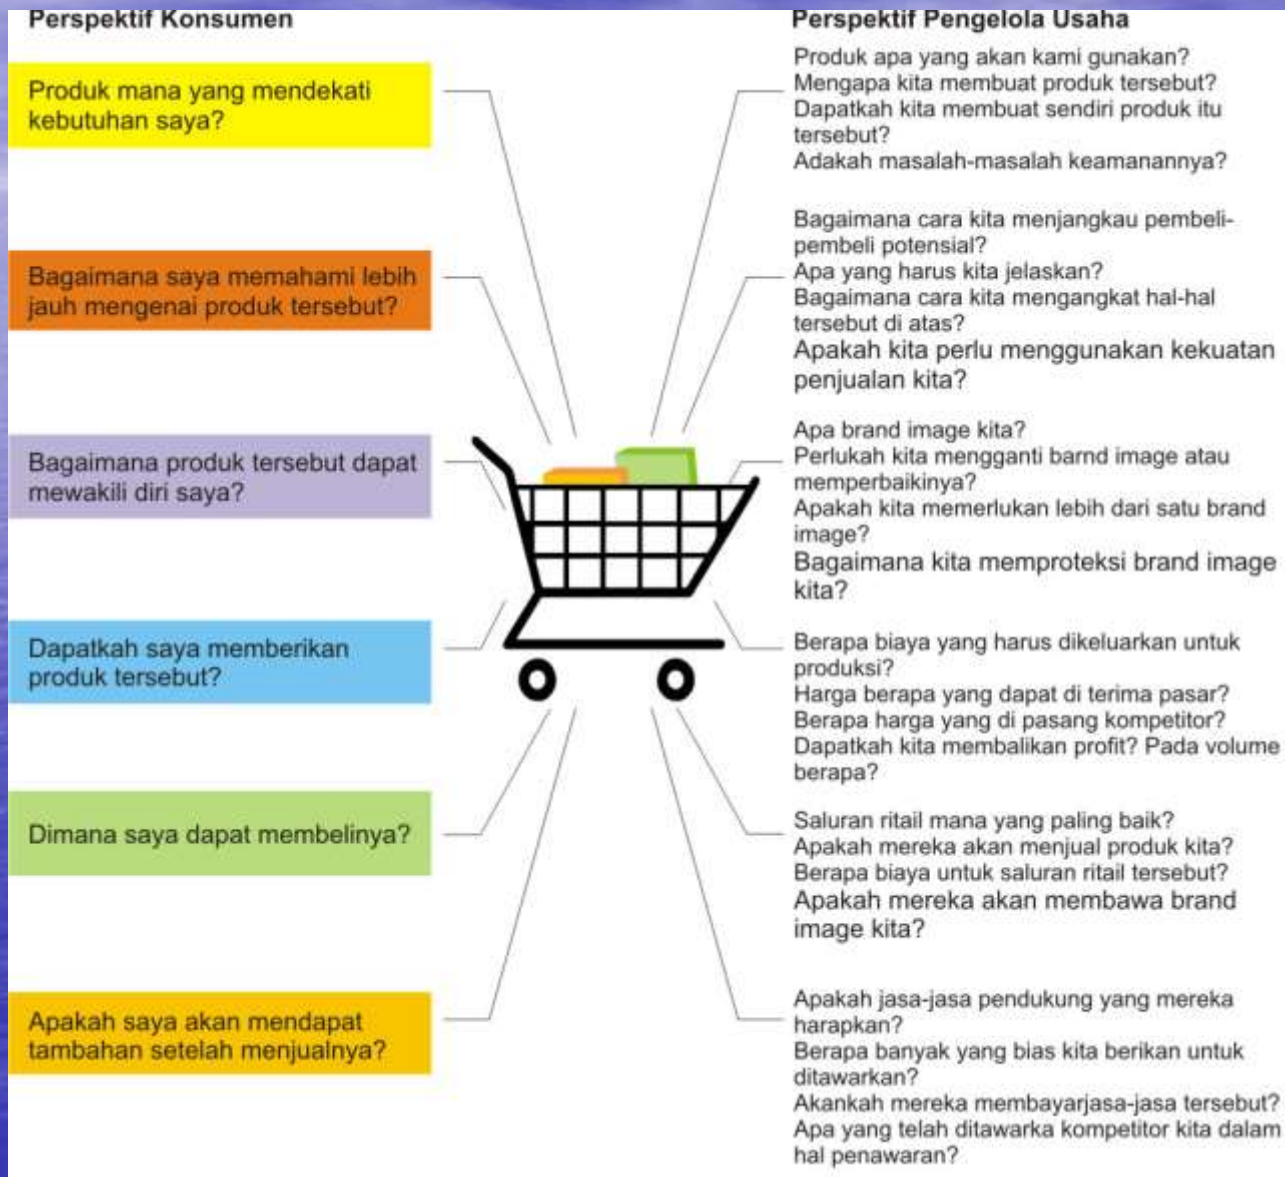 Perspektif Konsumen
Produk mana yang mendekati
kebutuhan saya?
Bagaimana saya memahami lebih
jauh mengenai produk tersebut?
Bagaimana produk tersebut dapat
mewakili diri saya?
Dapatkah saya memberikan
produk tersebut?
Dimana saya dapat membelinya?
Apakah saya akan mendapat
tambahan setelah menjualnya?
Perspektif Pengelola Usaha
Produk apa yang akan kami gunakan?
Mengapa kita membuat produk tersebut?
Dapatkah kita membuat sendiri produk itu
tersebut?
Adakah masalah-masalah keamanannya?
Bagaimana cara kita menjangkau pembeli-
pembeli potensial?
Apa yang harus kita jelaskan?
Bagaimana cara kita mengangkat hal-hal
tersebut di atas?
Apakah kita perlu menggunakan kekuatan
penjualan kita?
Apa brand image kita?
Perlukah kita mengganti barnd image atau
memperbaikinya?
Apakah kita memerlukan lebih dari satu brand
image?
Bagaimana kita memproteksi brand image
kita?
Berapa biaya yang harus dikeluarkan untuk
produksi?
Harga berapa yang dapat di terima pasar?
Berapa harga yang di pasang kompetitor?
Dapatkah kita membalikan profit? Pada volume
berapa?
Saluran ritail mana yang paling baik?
Apakah mereka akan menjual produk kita?
Berapa biaya untuk saluran ritail tersebut?
Apakah mereka akan membawa brand
image kita?
Apakah jasa-jasa pendukung yang mereka
harapkan?
Berapa banyak yang bias kita berikan untuk
ditawarkan?
Akankah mereka membayarjasa-jasa tersebut?
Apa yang telah ditawarka kompetitor kita dalam
hal penawaran?